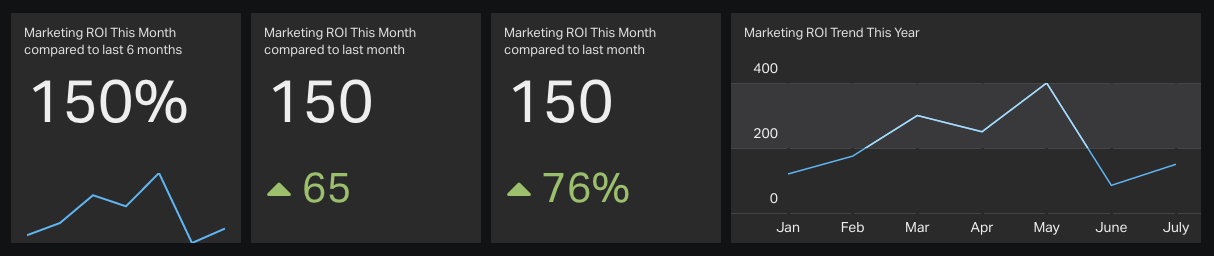 Marketing ROI This Month
compared to last 6 months
150%
Marketing ROI This Month
compared to last month
150
65
Marketing ROI This Month
compared to last month
150
76%
Marketing ROI Trend This Year
400
200
0
Jan Feb Mar Apr May June July